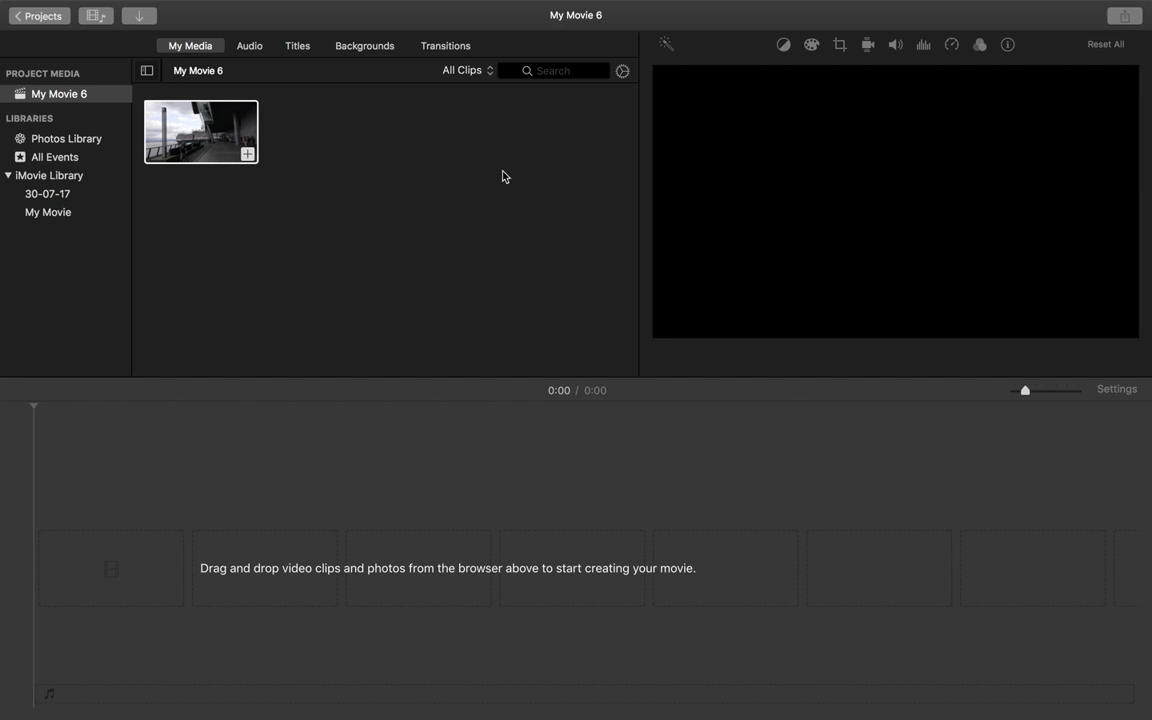 Projects
My Movie 6
My Media Audio Titles Backgrounds Transitions
Reset All
PROJECT MEDIA
My Movie 6
LIBRARIES
Photos Library
All Events
iMovie Library
30-07-17
My Movie
My Movie 6
All Clips
Search
0:00 / 0:00
Settings
Drag and drop video clips and photos from the browser above to start creating your movie.